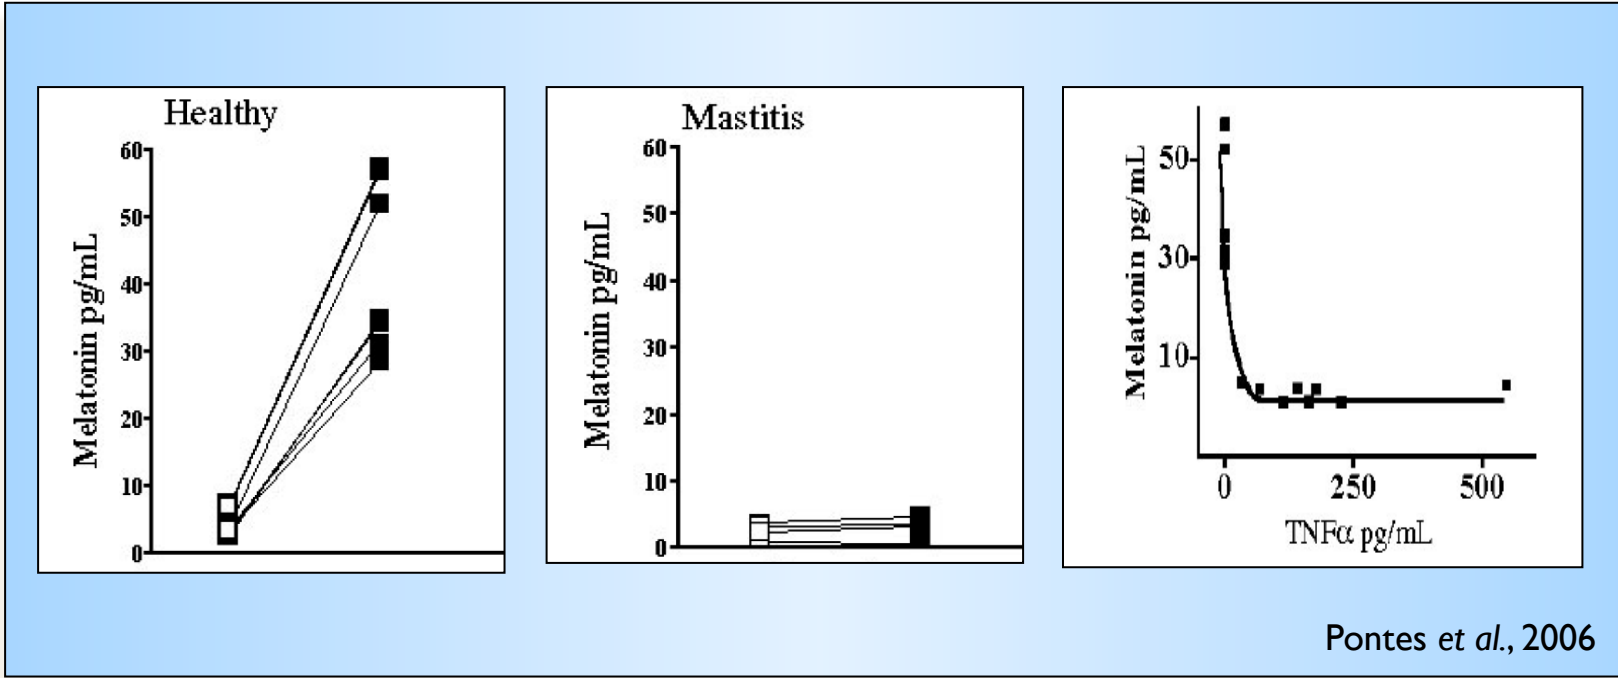 Healthy
Melatonin pg/mL
60
50
40
30
20
10
0
Mastitis
Melatonin pg/mL
60
50
40
30
20
10
0
Melatonin pg/mL
50
30
10
0 250 500
TNFα pg/mL
Pontes et al., 2006